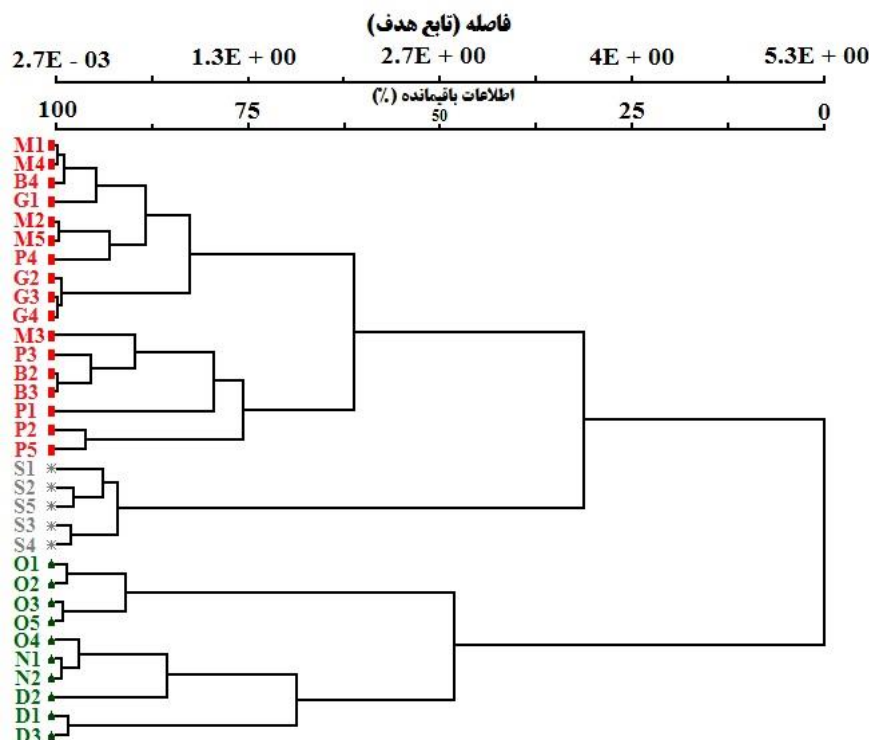 فاصله (تابع هدف)
2.7E - 03 1.3E + 00 2.7E + 00 4E + 00 5.3E + 00
اطلاعات باقیمانده (%)
100 75 50 25 0
M1
M4
B4
G1
M2
M5
P4
G2
G3
G4
M3
P3
B2
B3
P1
P2
P5
S1
S2
S5
S3
S4
O1
O2
O3
O5
O4
N1
N2
D2
D1
D3